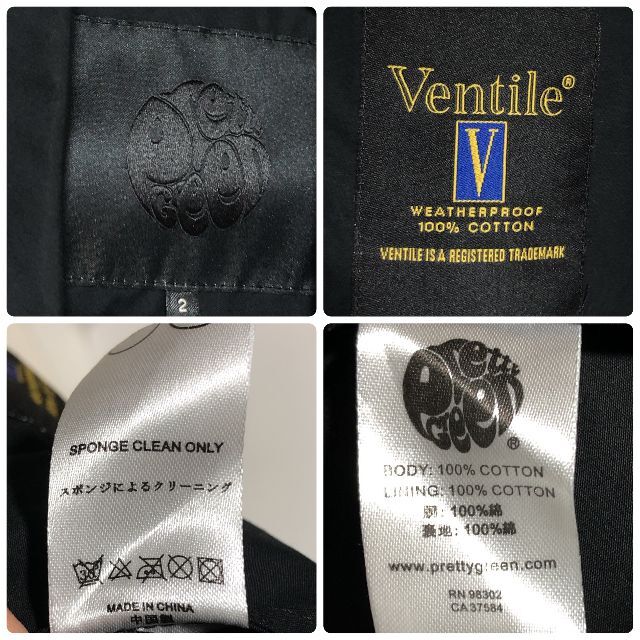 Pretty
Green
2
Ventile®
V
WEATHERPROOF
100% COTTON
VENTILE IS A REGISTERED TRADEMARK
SPONGE CLEAN ONLY
スポンジによるクリーニング
MADE IN CHINA
中国製
Pretty
Green
®
BODY: 100% COTTON
LINING: 100% COTTON
胴: 100%綿
裏地: 100%綿
www.prettygreen.com
RN 98302
CA 37584